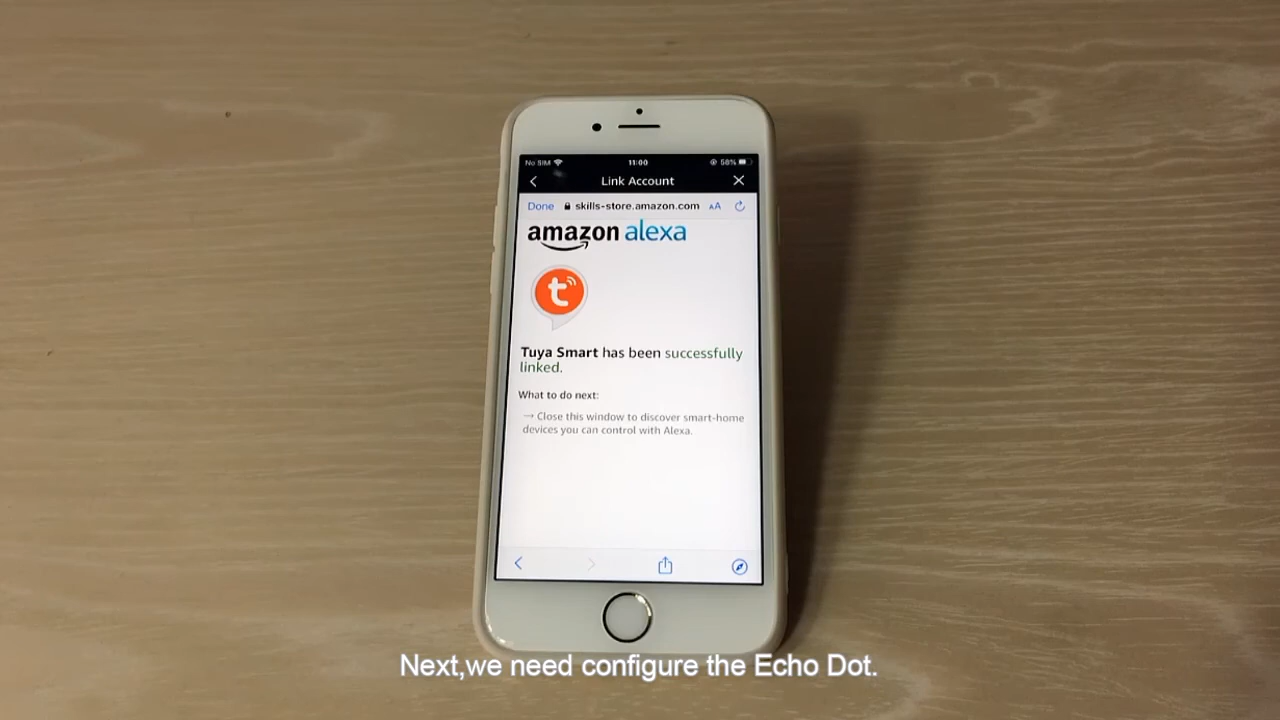 No SIM 11:00 58%
Link Account
Done skills-store.amazon.com AA
amazon alexa
t
Tuya Smart has been successfully
linked.
What to do next:
→ Close this window to discover smart-home
devices you can control with Alexa.
Next,we need configure the Echo Dot.